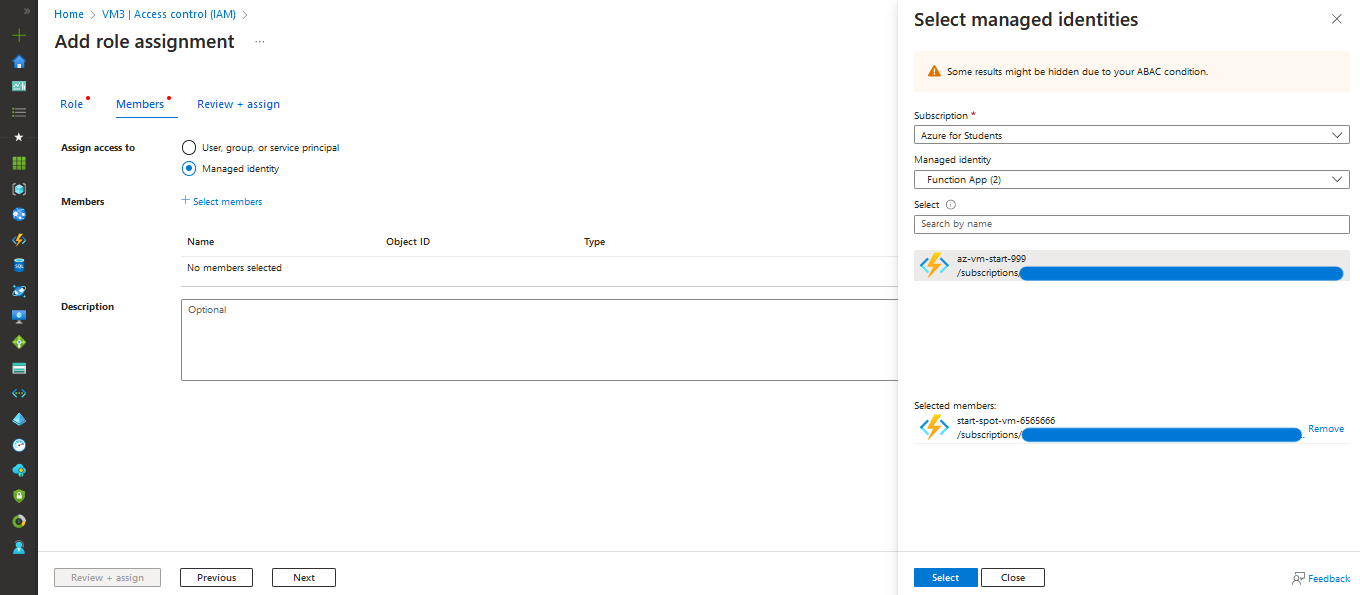 Home > VM3 | Access control (IAM) >
Add role assignment ...
Role Members Review + assign
Assign access to
User, group, or service principal
Managed identity
Members
+ Select members
Name Object ID Type
No members selected
Description
Optional
Review + assign Previous Next
Select managed identities
Some results might be hidden due to your ABAC condition.
Subscription *
Azure for Students
Managed identity
Function App (2)
Select
Search by name
az-vm-start-999
/subscriptions/
Selected members:
start-spot-vm-6565666
/subscriptions/
Remove
Select Close
Feedback
SQL